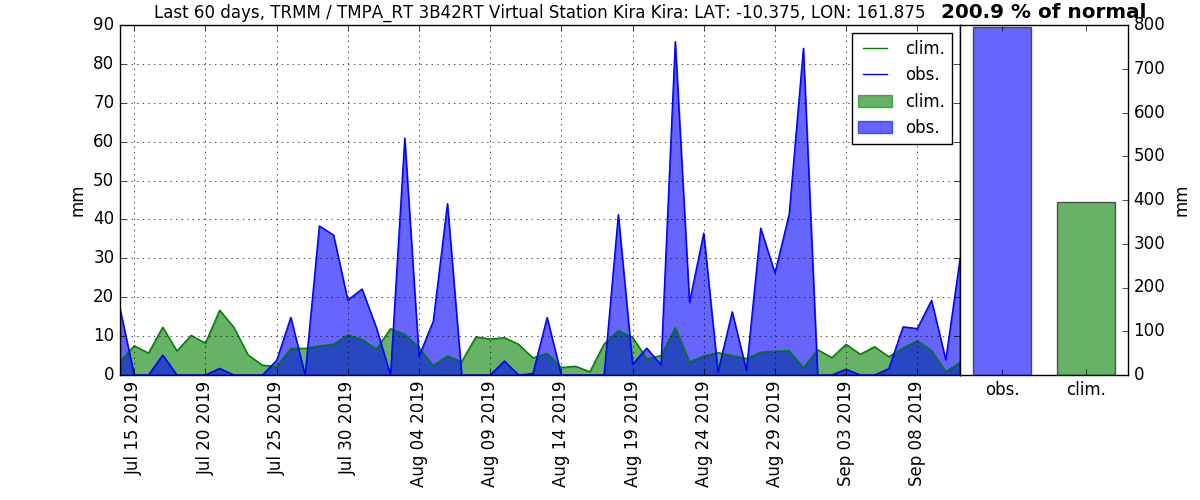 Last 60 days, TRMM / TMPA_RT 3B42RT Virtual Station Kira Kira: LAT: -10.375, LON: 161.875
200.9 % of normal
90
80
70
60
50
40
30
20
10
0
mm
clim.
obs.
clim.
obs.
Jul 15 2019
Jul 20 2019
Jul 25 2019
Jul 30 2019
Aug 04 2019
Aug 09 2019
Aug 14 2019
Aug 19 2019
Aug 24 2019
Aug 29 2019
Sep 03 2019
Sep 08 2019
800
700
600
500
400
300
200
100
0
mm
obs.
clim.